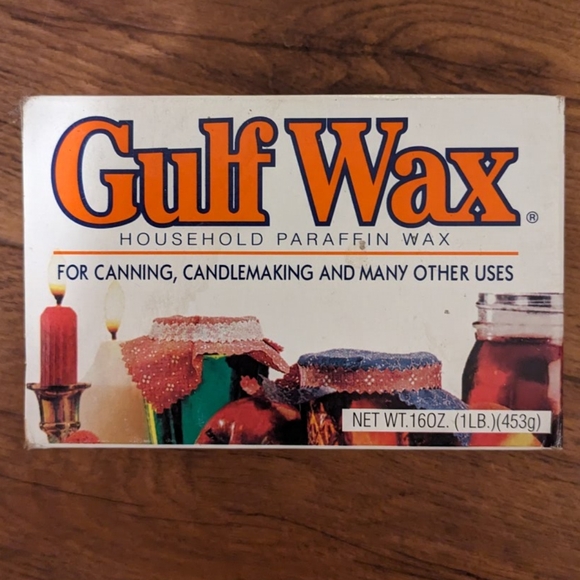 Gulf Wax®
HOUSEHOLD PARAFFIN WAX
FOR CANNING, CANDLEMAKING AND MANY OTHER USES
NET WT.16OZ. (1LB.)(453g)